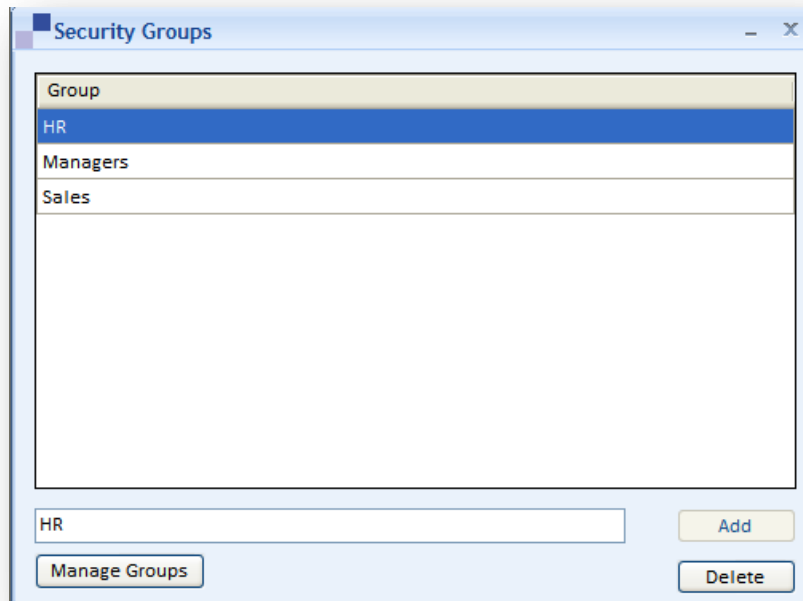 Security Groups
Group
HR
Managers
Sales
HR
Add
Manage Groups
Delete